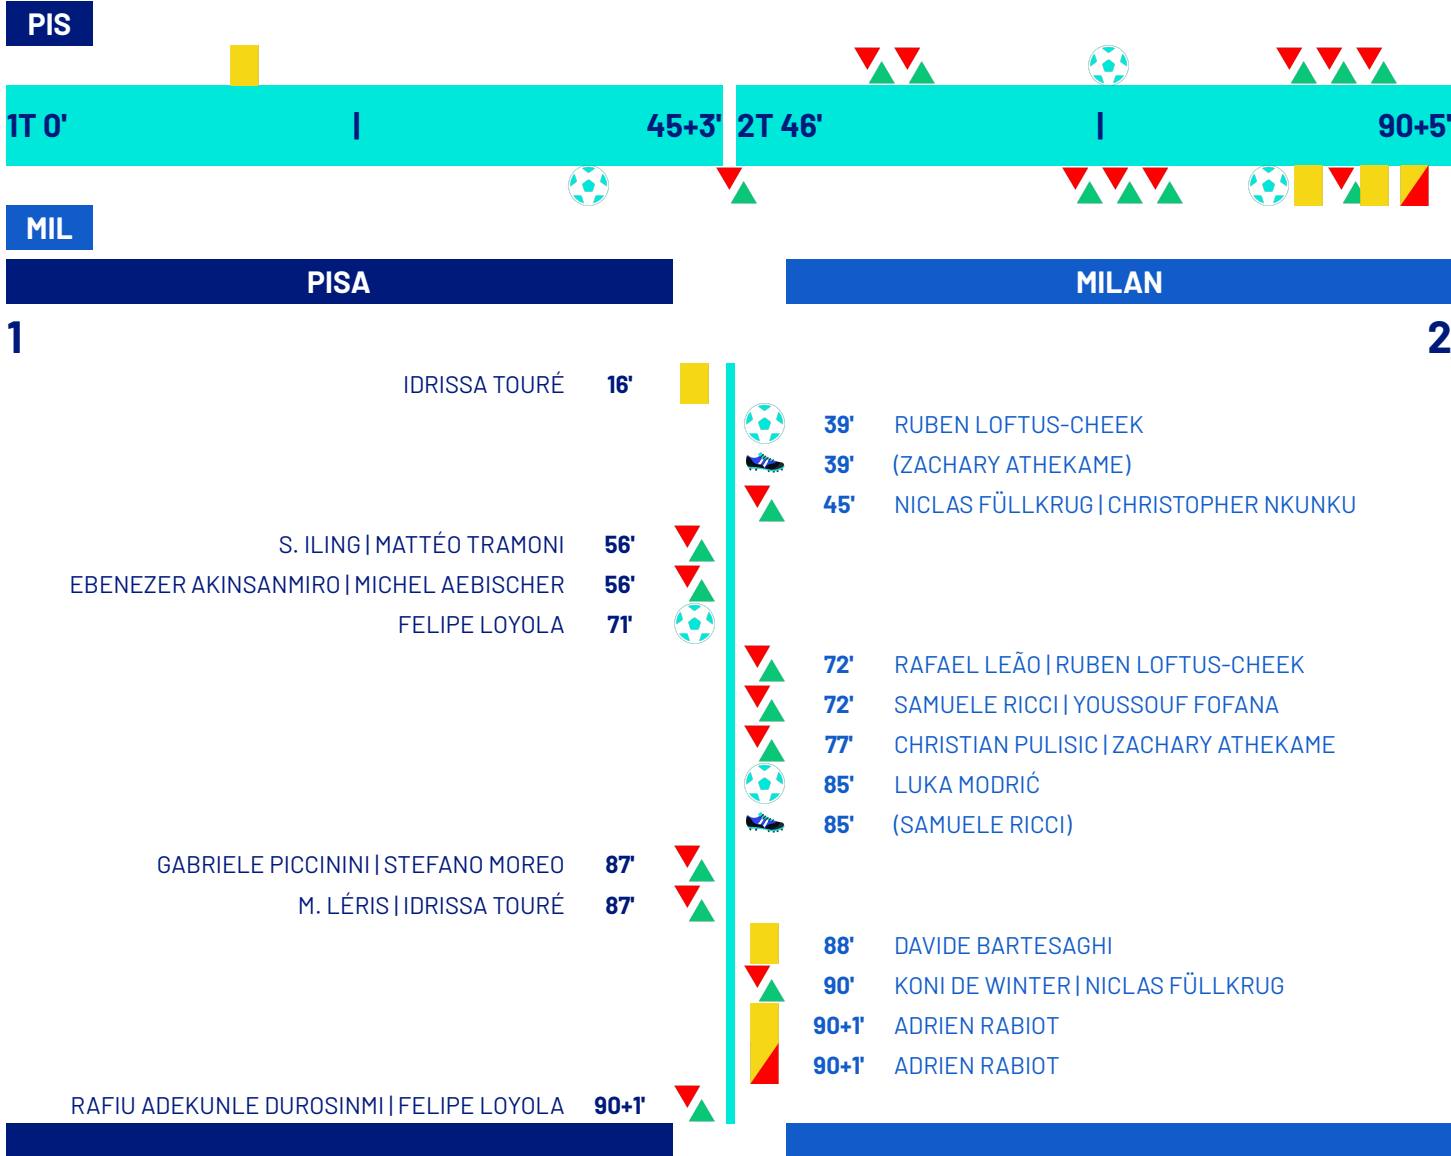 PIS
1T 0' | 45+3' 2T 46' | 90+5'
MIL
PISA MILAN
1 2
IDRISSA TOURÉ 16'
39' RUBEN LOFTUS-CHEEK
39' (ZACHARY ATHEKAME)
45' NICLAS FÜLLKRUG | CHRISTOPHER NKUNKU
S. ILING | MATTÉO TRAMONI 56'
EBENEZER AKINSANMIRO | MICHEL AEBISCHER 56'
FELIPE LOYOLA 71'
72' RAFAEL LEÃO | RUBEN LOFTUS-CHEEK
72' SAMUELE RICCI | YOUSSOUF FOFANA
77' CHRISTIAN PULISIC | ZACHARY ATHEKAME
85' LUKA MODRIĆ
85' (SAMUELE RICCI)
GABRIELE PICCININI | STEFANO MOREO 87'
M. LÉRIS | IDRISSA TOURÉ 87'
88' DAVIDE BARTESAGHI
90' KONI DE WINTER | NICLAS FÜLLKRUG
90+1' ADRIEN RABIOT
90+1' ADRIEN RABIOT
RAFIU ADEKUNLE DUROSINMI | FELIPE LOYOLA 90+1'